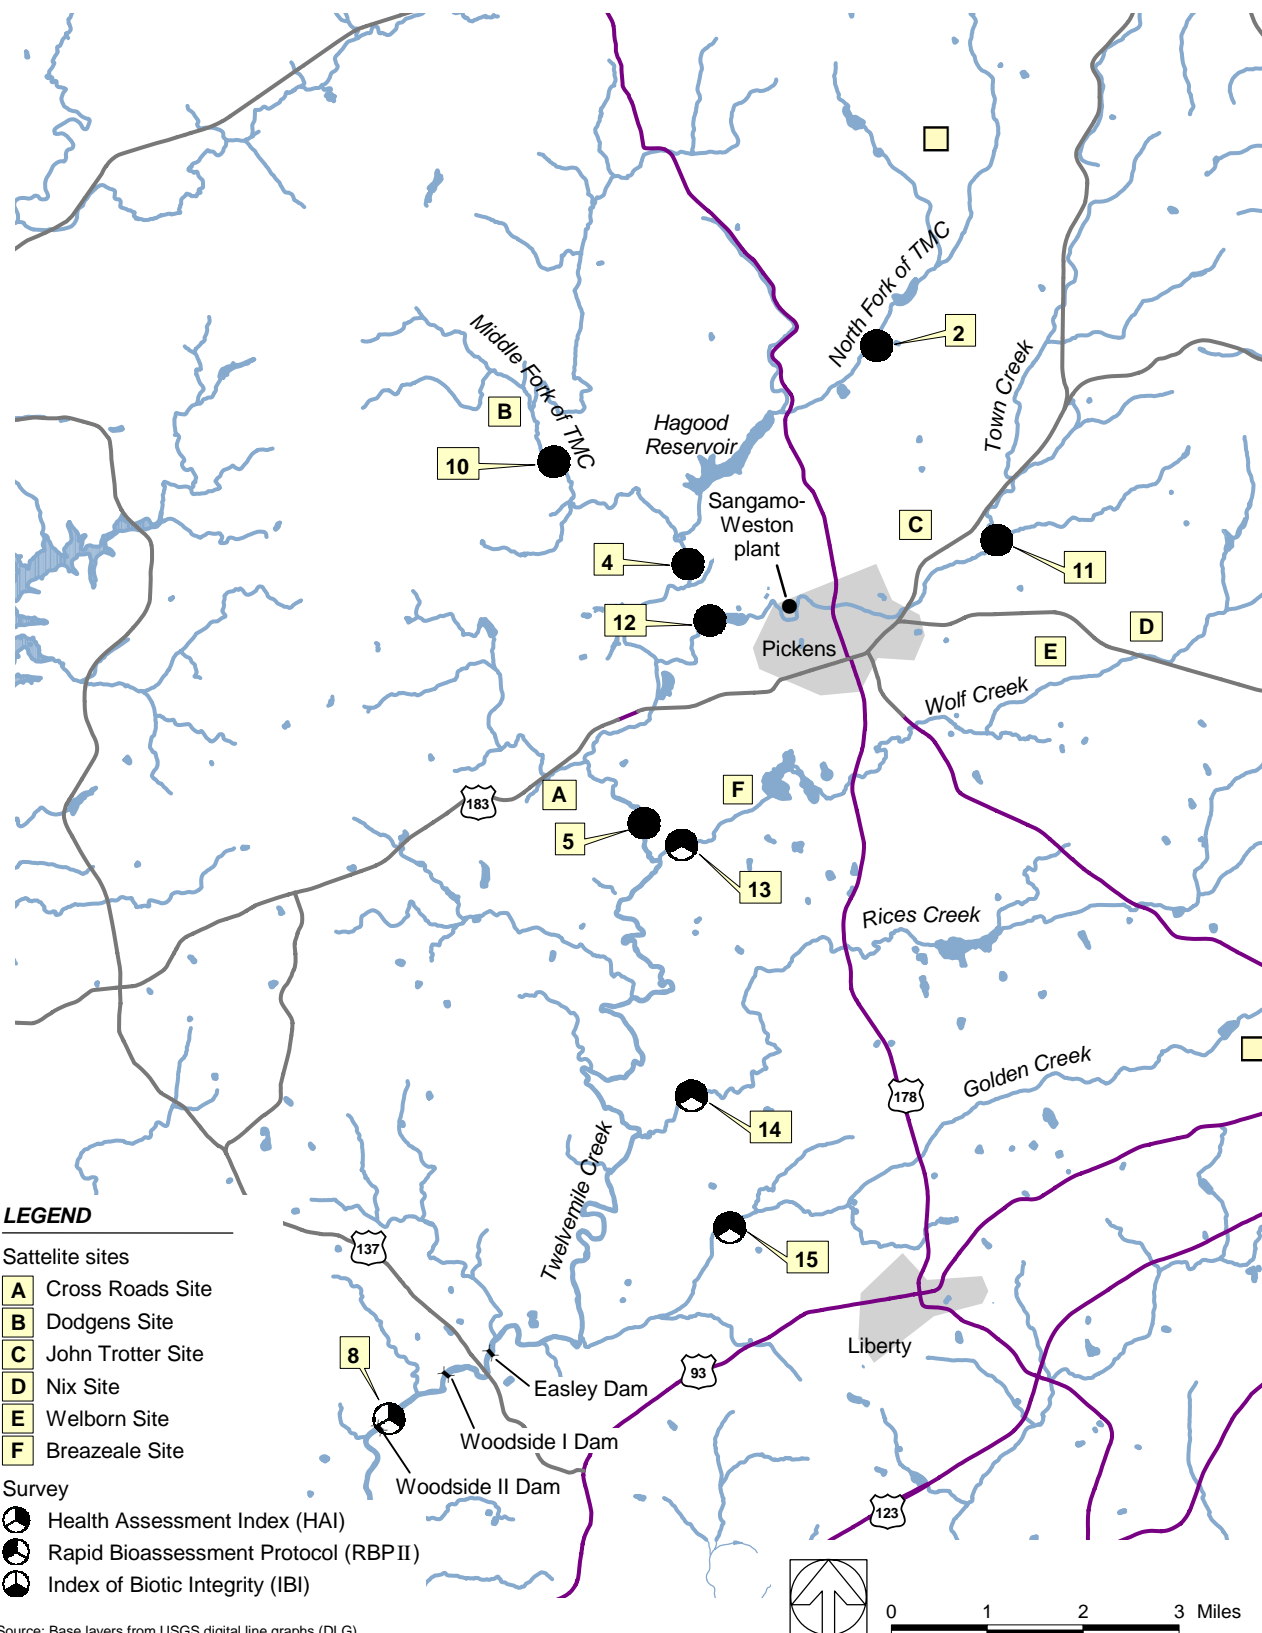 North Fork of TMC
2
Middle Fork of TMC
Town Creek
B
Hagood
Reservoir
10
Sangamo-
Weston
plant
C
4
11
12
D
Pickens
E
Wolf Creek
A
F
183
5
13
Rices Creek
Golden Creek
178
14
Twelvemile Creek
LEGEND
137
15
Sattelite sites
A Cross Roads Site
B Dodgens Site
C John Trotter Site
D Nix Site
E Welborn Site
F Breazeale Site
8
Liberty
93
Easley Dam
Woodside I Dam
Woodside II Dam
Survey
123
Health Assessment Index (HAI)
Rapid Bioassessment Protocol (RBPII)
Index of Biotic Integrity (IBI)
0 1 2 3 Miles
Source: Base layers from USGS digital line graphs (DLG)